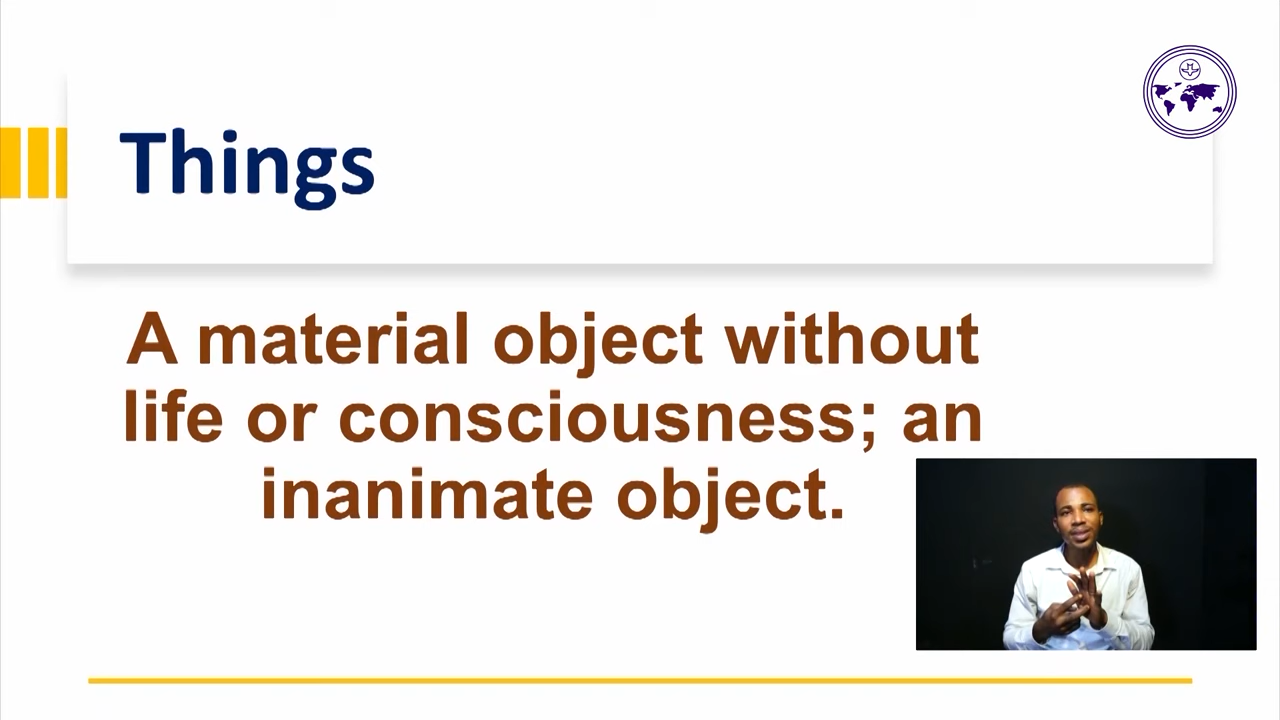 Things
A material object without
life or consciousness; an
inanimate object.